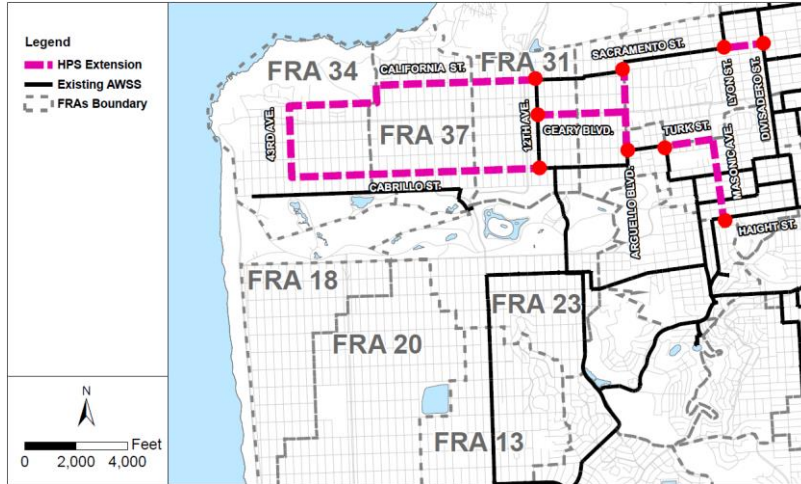 Legend
HPS Extension
Existing AWSS
FRAs Boundary
N
Feet
0 2,000 4,000
FRA 34
CALIFORNIA ST.
FRA 31
SACRAMENTO ST.
LYON ST.
DIVISADERO ST.
43RD AVE.
FRA 37
12TH AVE.
GEARY BLVD.
TURK ST.
MASONIC AVE.
CABRILLO ST.
ARGUELLO BLVD.
HAIGHT ST.
FRA 18
FRA 23
FRA 20
FRA 13